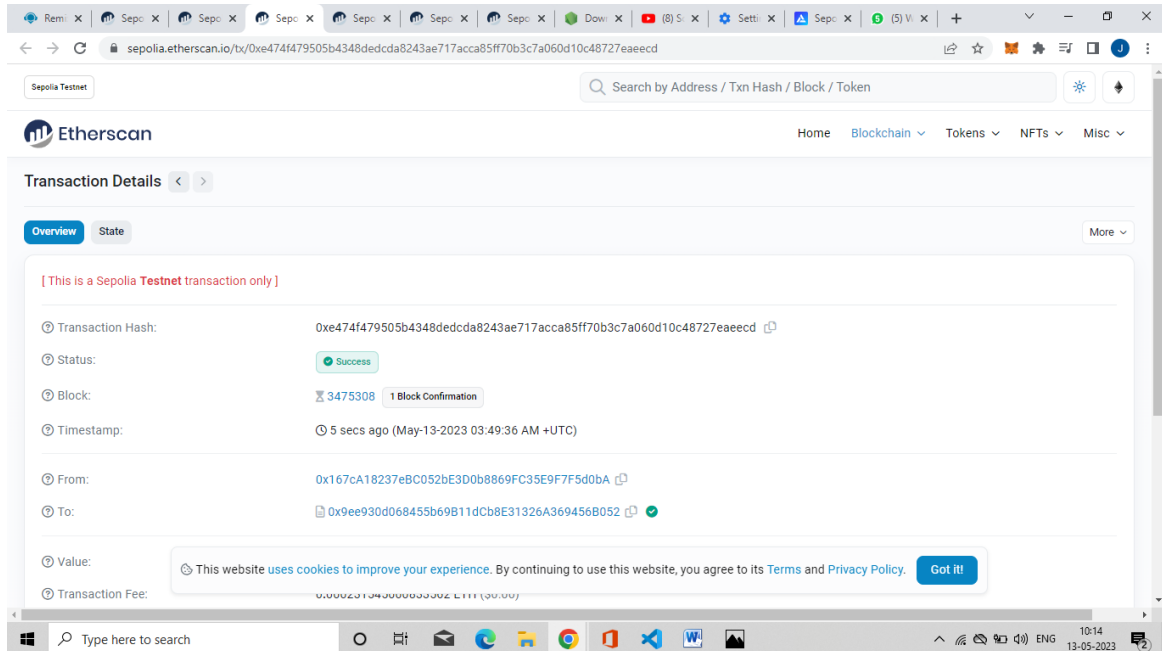 Remi Sepo Sepo Sepo Sepo Sepo Sepo Dow (8) S Setti Sepo (5) W
sepolia.etherscan.io/tx/0xe474f479505b4348dedcda8243ae717acca85ff70b3c7a060d10c48727eaeecd
J
Sepolia Testnet
Search by Address / Txn Hash / Block / Token
Etherscan
Home Blockchain Tokens NFTs Misc
Transaction Details
Overview State
More
[ This is a Sepolia Testnet transaction only ]
Transaction Hash: 0xe474f479505b4348dedcda8243ae717acca85ff70b3c7a060d10c48727eaeecd
Status: Success
Block: 3475308 1 Block Confirmation
Timestamp: 5 secs ago (May-13-2023 03:49:36 AM +UTC)
From: 0x167cA18237eBC052bE3D0b8869FC35E9F7F5d0bA
To: 0x9ee930d068455b69B11dCb8E31326A369456B052
Value:
This website uses cookies to improve your experience. By continuing to use this website, you agree to its Terms and Privacy Policy. Got it!
Transaction Fee:
Type here to search
ENG
10:14
13-05-2023
2